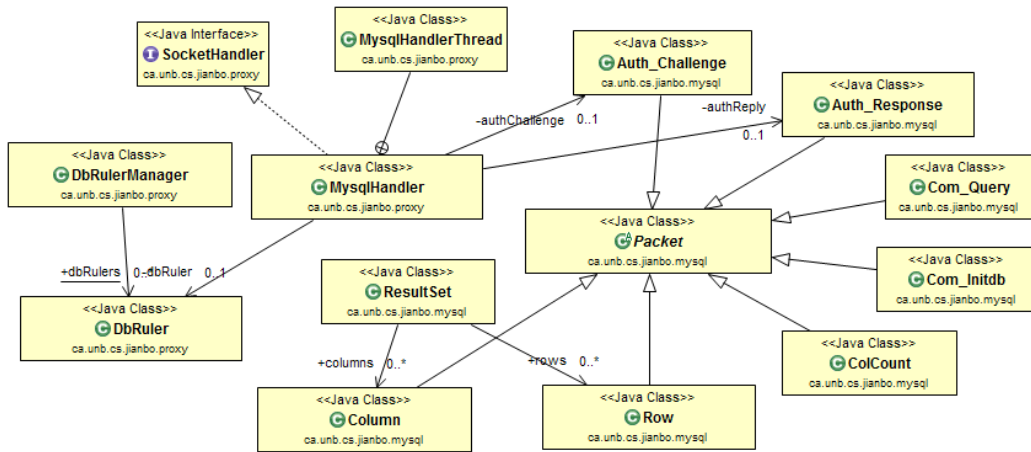 <<Java Interface>>
SocketHandler
ca.unb.cs.jianbo.proxy
<<Java Class>>
MysqlHandlerThread
ca.unb.cs.jianbo.proxy
<<Java Class>>
Auth_Challenge
ca.unb.cs.jianbo.mysql
<<Java Class>>
Auth_Response
ca.unb.cs.jianbo.mysql
-authChallenge
0..1
-authReply
0..1
<<Java Class>>
DbRulerManager
ca.unb.cs.jianbo.proxy
<<Java Class>>
MysqlHandler
ca.unb.cs.jianbo.proxy
<<Java Class>>
Com_Query
ca.unb.cs.jianbo.mysql
<<Java Class>>
Packet
ca.unb.cs.jianbo.mysql
<<Java Class>>
Com_Initdb
ca.unb.cs.jianbo.mysql
+dbRulers
-dbRuler
0..1
<<Java Class>>
ResultSet
ca.unb.cs.jianbo.mysql
<<Java Class>>
DbRuler
ca.unb.cs.jianbo.proxy
+columns
0..*
+rows
0..*
<<Java Class>>
ColCount
ca.unb.cs.jianbo.mysql
<<Java Class>>
Column
ca.unb.cs.jianbo.mysql
<<Java Class>>
Row
ca.unb.cs.jianbo.mysql